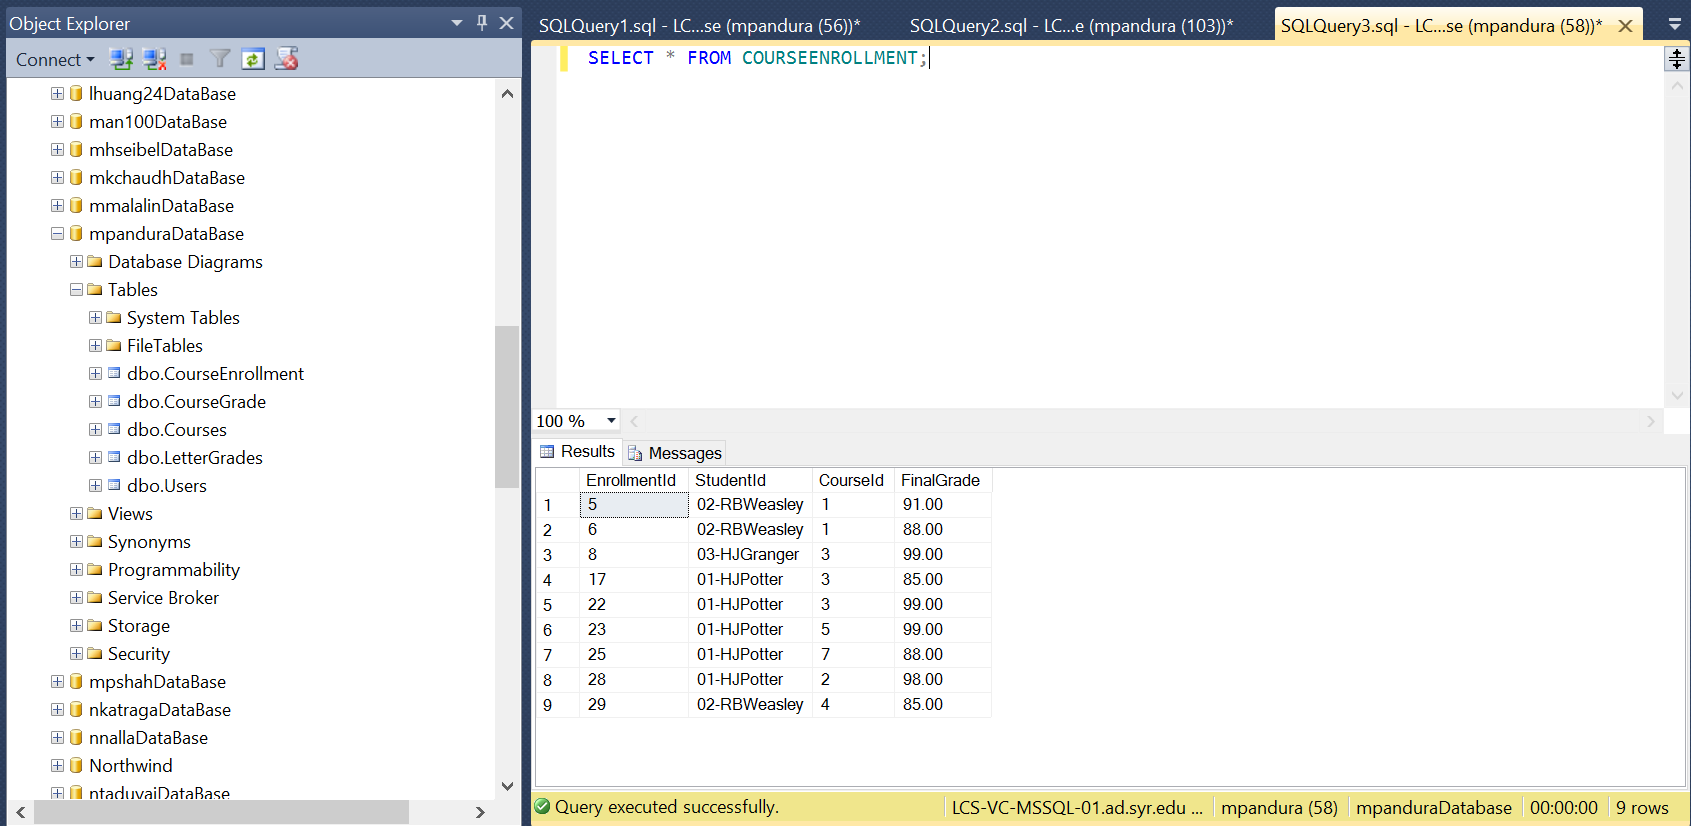 Object Explorer
Connect
lhuang24DataBase
man100DataBase
mhseibelDataBase
mkchaudhDataBase
mmalalinDataBase
mpanduraDataBase
Database Diagrams
Tables
System Tables
FileTables
dbo.CourseEnrollment
dbo.CourseGrade
dbo.Courses
dbo.LetterGrades
dbo.Users
Views
Synonyms
Programmability
Service Broker
Storage
Security
mpshahDataBase
nkatragaDataBase
nnallaDataBase
Northwind
ntaduvaiDataBase
SQLQuery1.sql - LC...se (mpandura (56))* SQLQuery2.sql - LC...e (mpandura (103))* SQLQuery3.sql - LC...se (mpandura (58))*
SELECT * FROM COURSEENROLLMENT;
100 %
Results Messages
EnrollmentId StudentId CourseId FinalGrade
1 5 02-RBWeasley 1 91.00
2 6 02-RBWeasley 1 88.00
3 8 03-HJGranger 3 99.00
4 17 01-HJPotter 3 85.00
5 22 01-HJPotter 3 99.00
6 23 01-HJPotter 5 99.00
7 25 01-HJPotter 7 88.00
8 28 01-HJPotter 2 98.00
9 29 02-RBWeasley 4 85.00
Query executed successfully. LCS-VC-MSSQL-01.ad.syr.edu ... mpandura (58) mpanduraDatabase 00:00:00 9 rows